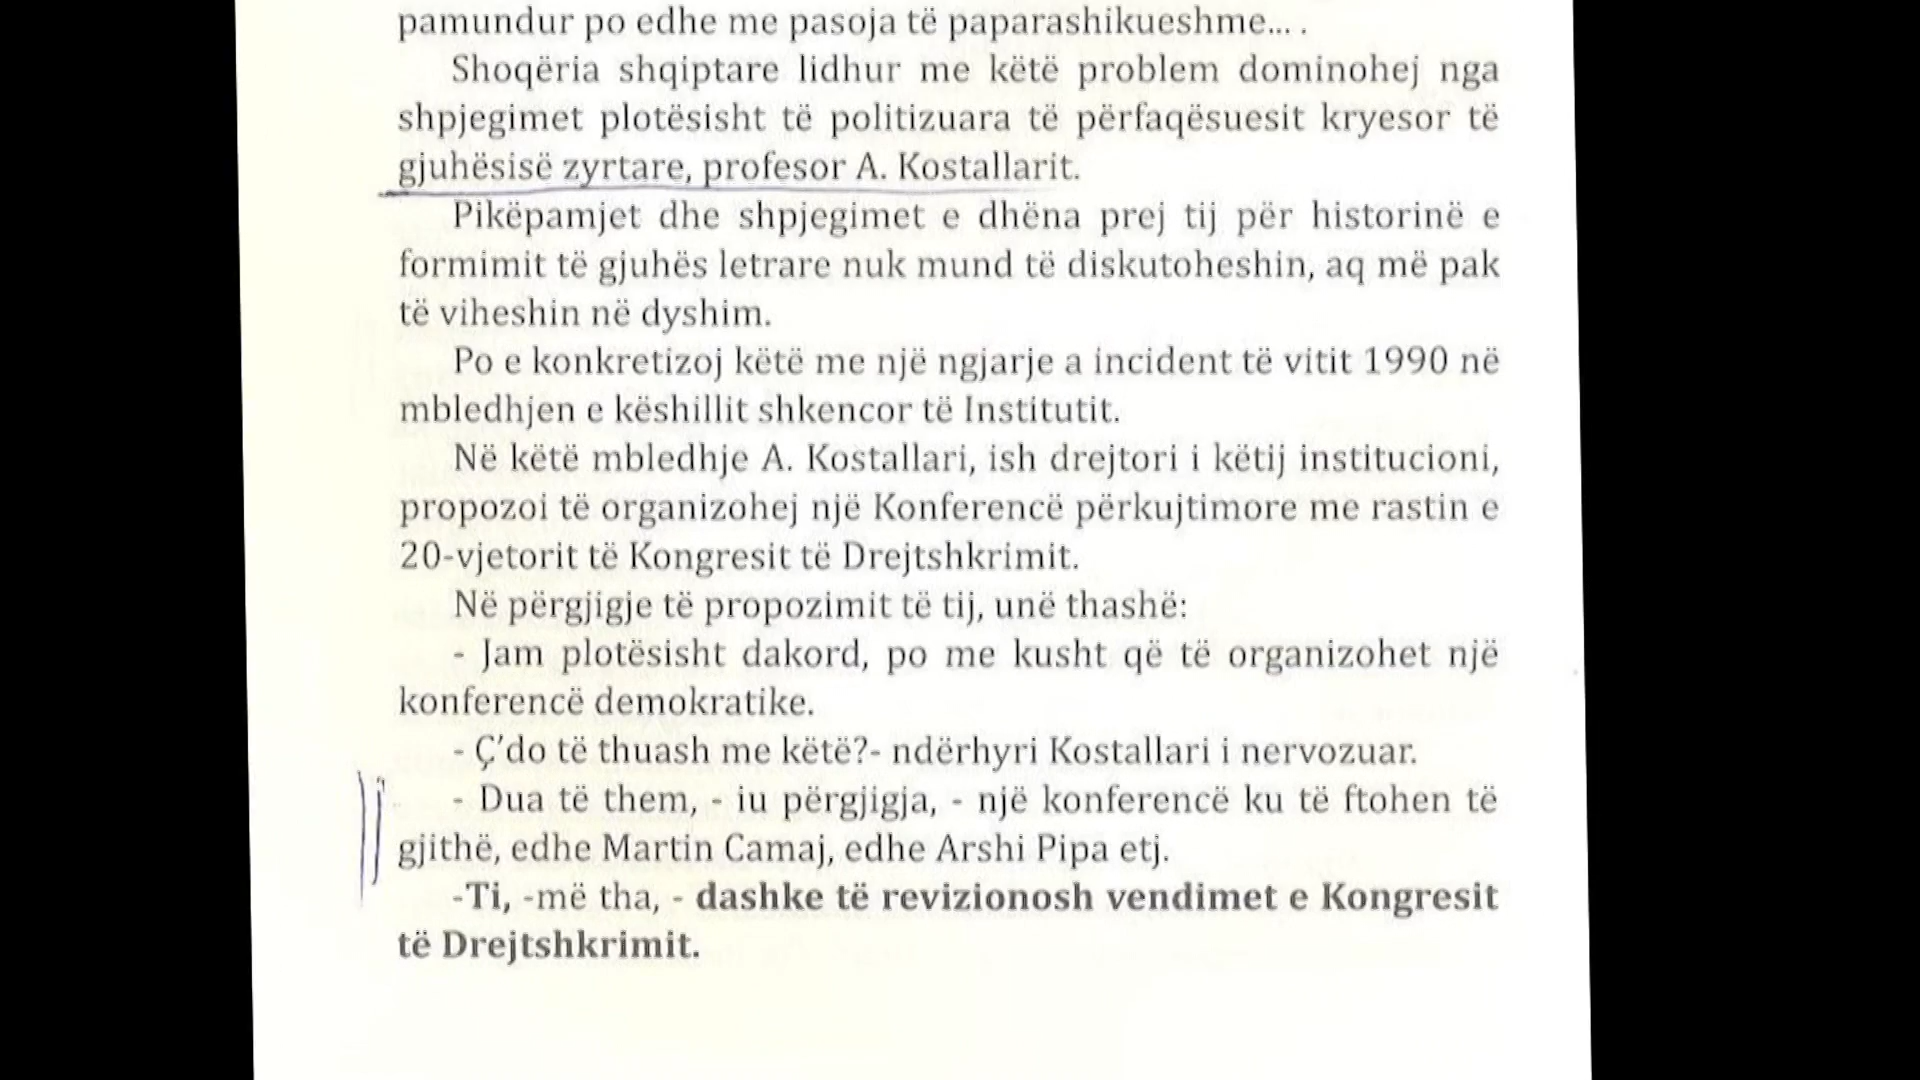 pamundur po edhe me pasoja të paparashikueshme... .
Shoqëria shqiptare lidhur me këtë problem dominohej nga
shpjegimet plotësisht të politizuara të përfaqësuesit kryesor të
gjuhësisë zyrtare, profesor A. Kostallarit.
Pikëpamjet dhe shpjegimet e dhëna prej tij për historinë e
formimit të gjuhës letrare nuk mund të diskutoheshin, aq më pak
të viheshin në dyshim.
Po e konkretizoj këtë me një ngjarje a incident të vitit 1990 në
mbledhjen e këshillit shkencor të Institutit.
Në këtë mbledhje A. Kostallari, ish drejtori i këtij institucioni,
propozoi të organizohej një Konferencë përkujtimore me rastin e
20-vjetorit të Kongresit të Drejtshkrimit.
Në përgjigje të propozimit të tij, unë thashë:
- Jam plotësisht dakord, po me kusht që të organizohet një
konferencë demokratike.
- Ç'do të thuash me këtë?- ndërhyri Kostallari i nervozuar.
- Dua të them, - iu përgjigja, - një konferencë ku të ftohen të
gjithë, edhe Martin Camaj, edhe Arshi Pipa etj.
-Ti, -më tha, - dashke të revizionosh vendimet e Kongresit
të Drejtshkrimit.